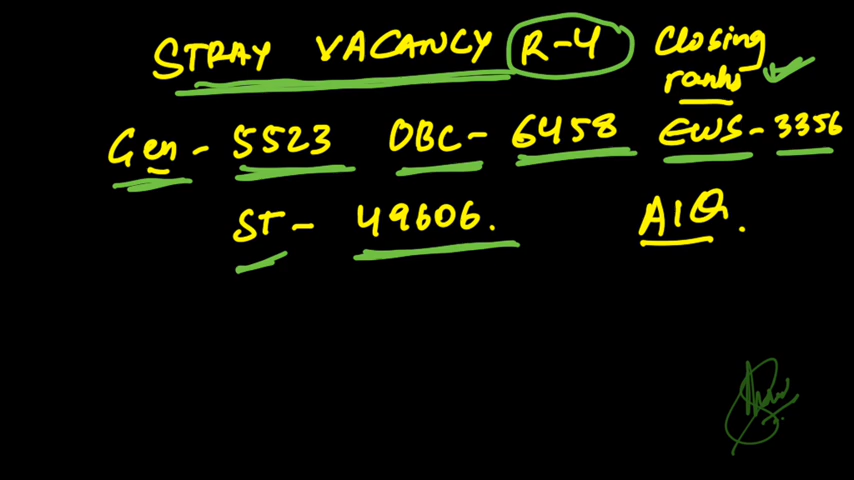 STRAY VACANCY R-4 Closing
ranks
Gen - 5523 OBC - 6458 EWS - 3356
ST - 49606. AIQ.